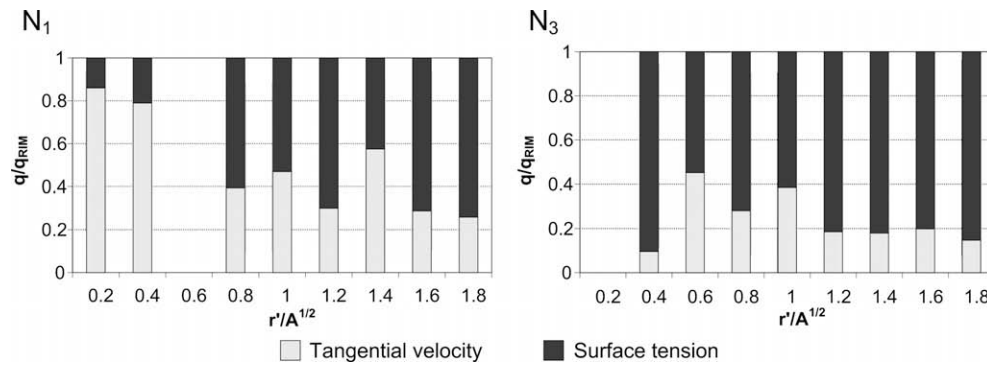 N1 N3
1 1
0.8 0.8
0.6 0.6
0.4 0.4
0.2 0.2
0 0
q/qRIM q/qRIM
0.2 0.4 0.6 0.8 1 1.2 1.4 1.6 1.8 0.2 0.4 0.6 0.8 1 1.2 1.4 1.6 1.8
r'/A1/2 r'/A1/2
Tangential velocity Surface tension